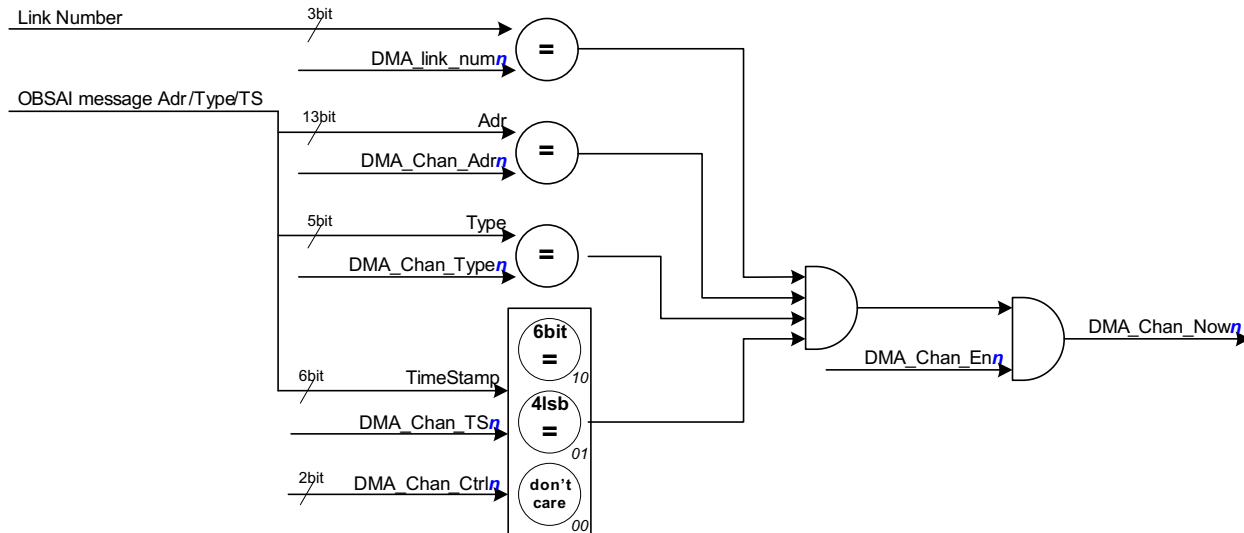 Link Number
3bit
DMA_link_numn
OBSAI message Adr/Type/TS
13bit
Adr
DMA_Chan_Adrn
5bit
Type
DMA_Chan_Typen
6bit
=
10
6bit
TimeStamp
4lsb
=
01
DMA_Chan_TSn
2bit
DMA_Chan_Ctrln
don't
care
00
=
=
=
DMA_Chan_Enn
DMA_Chan_Nown